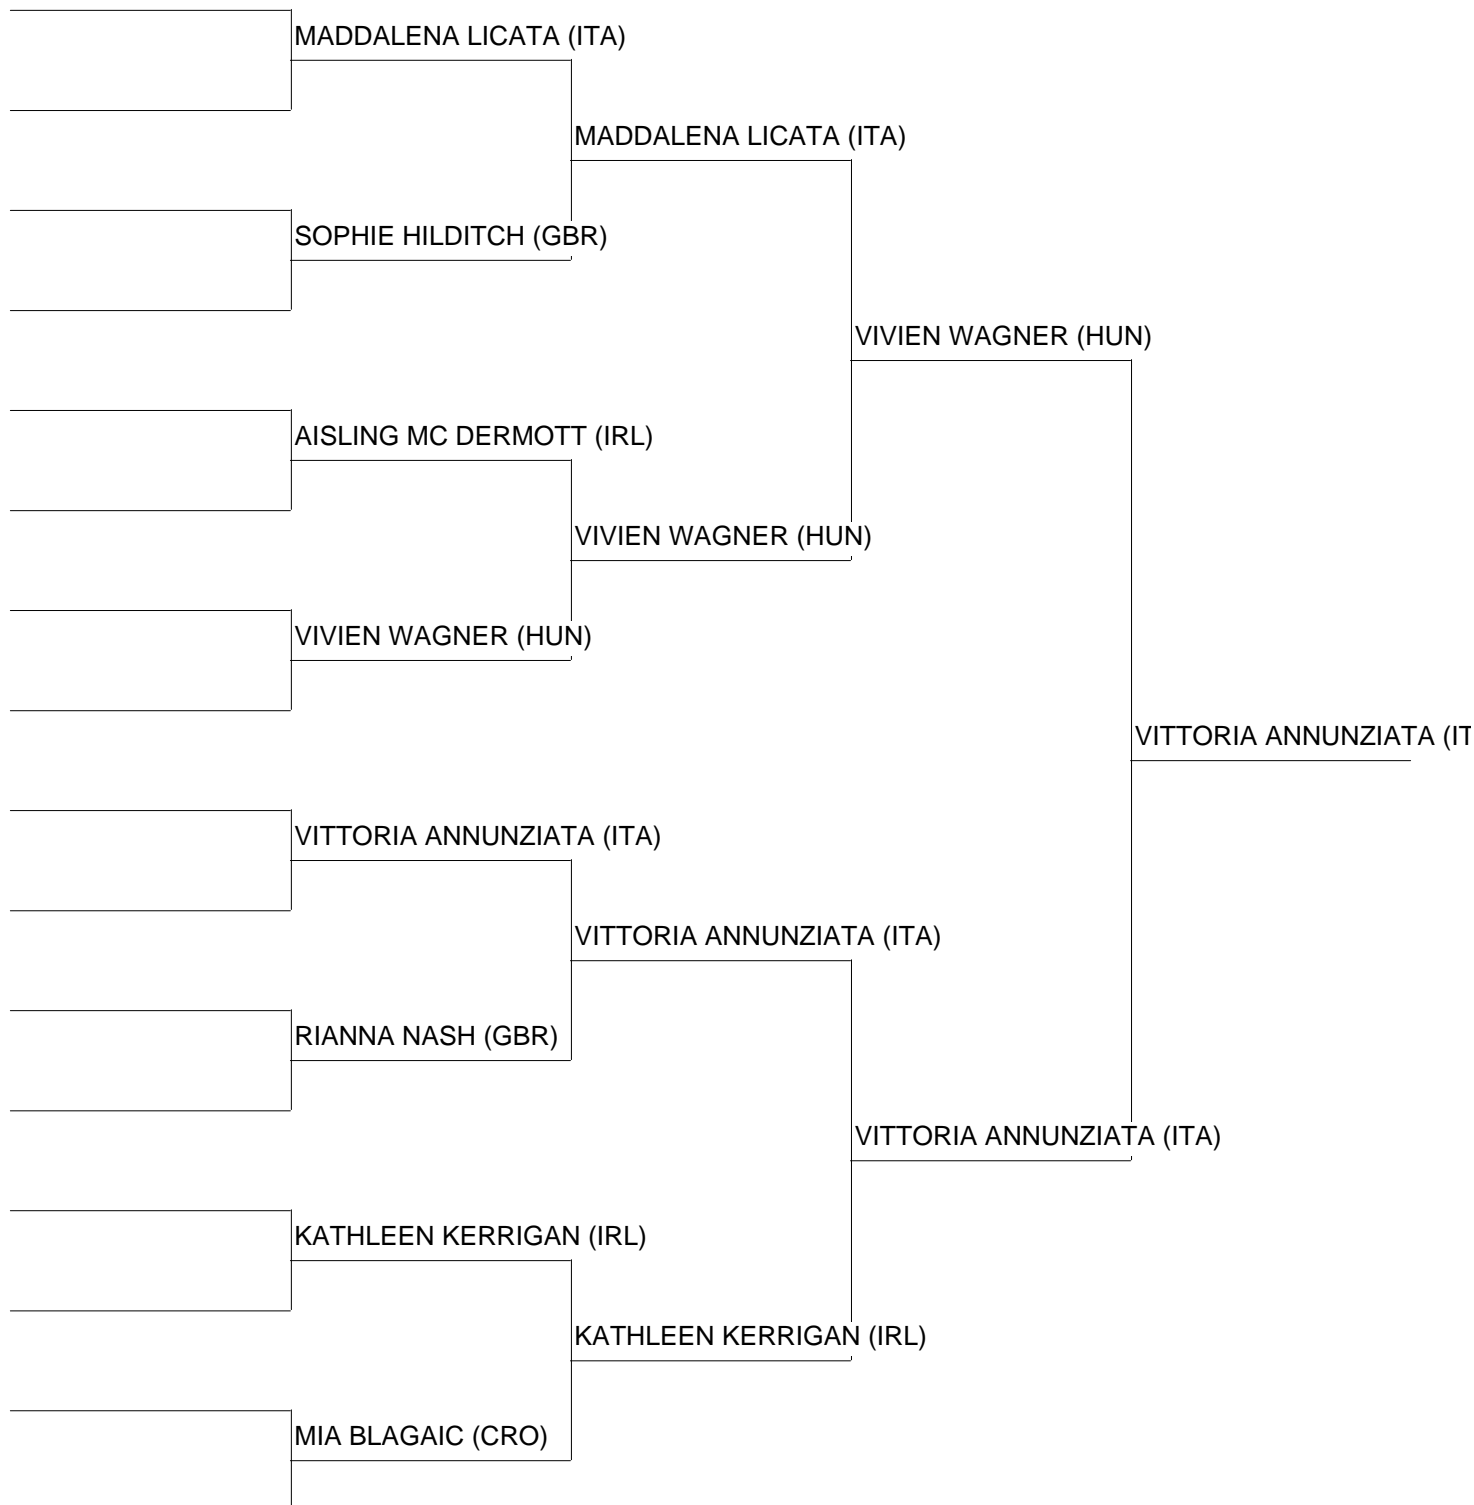 MADDALENA LICATA (ITA)
MADDALENA LICATA (ITA)
SOPHIE HILDITCH (GBR)
VIVIEN WAGNER (HUN)
AISLING MC DERMOTT (IRL)
VIVIEN WAGNER (HUN)
VIVIEN WAGNER (HUN)
VITTORIA ANNUNZIATA (IT
VITTORIA ANNUNZIATA (ITA)
VITTORIA ANNUNZIATA (ITA)
RIANNA NASH (GBR)
VITTORIA ANNUNZIATA (ITA)
KATHLEEN KERRIGAN (IRL)
KATHLEEN KERRIGAN (IRL)
MIA BLAGAIC (CRO)